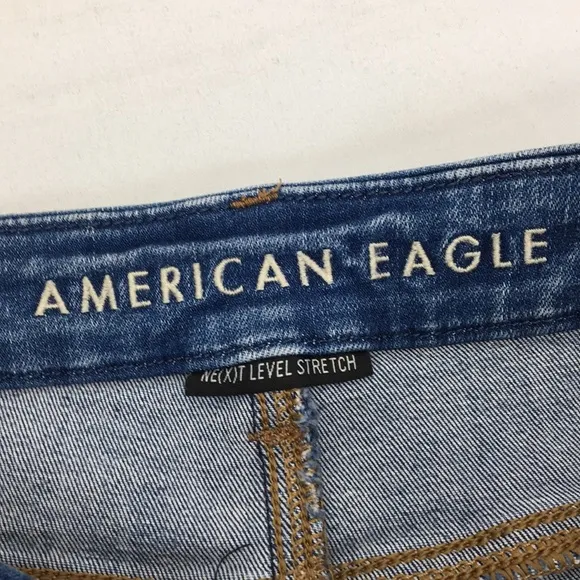 AMERICAN EAGLE
NE(X)T LEVEL STRETCH